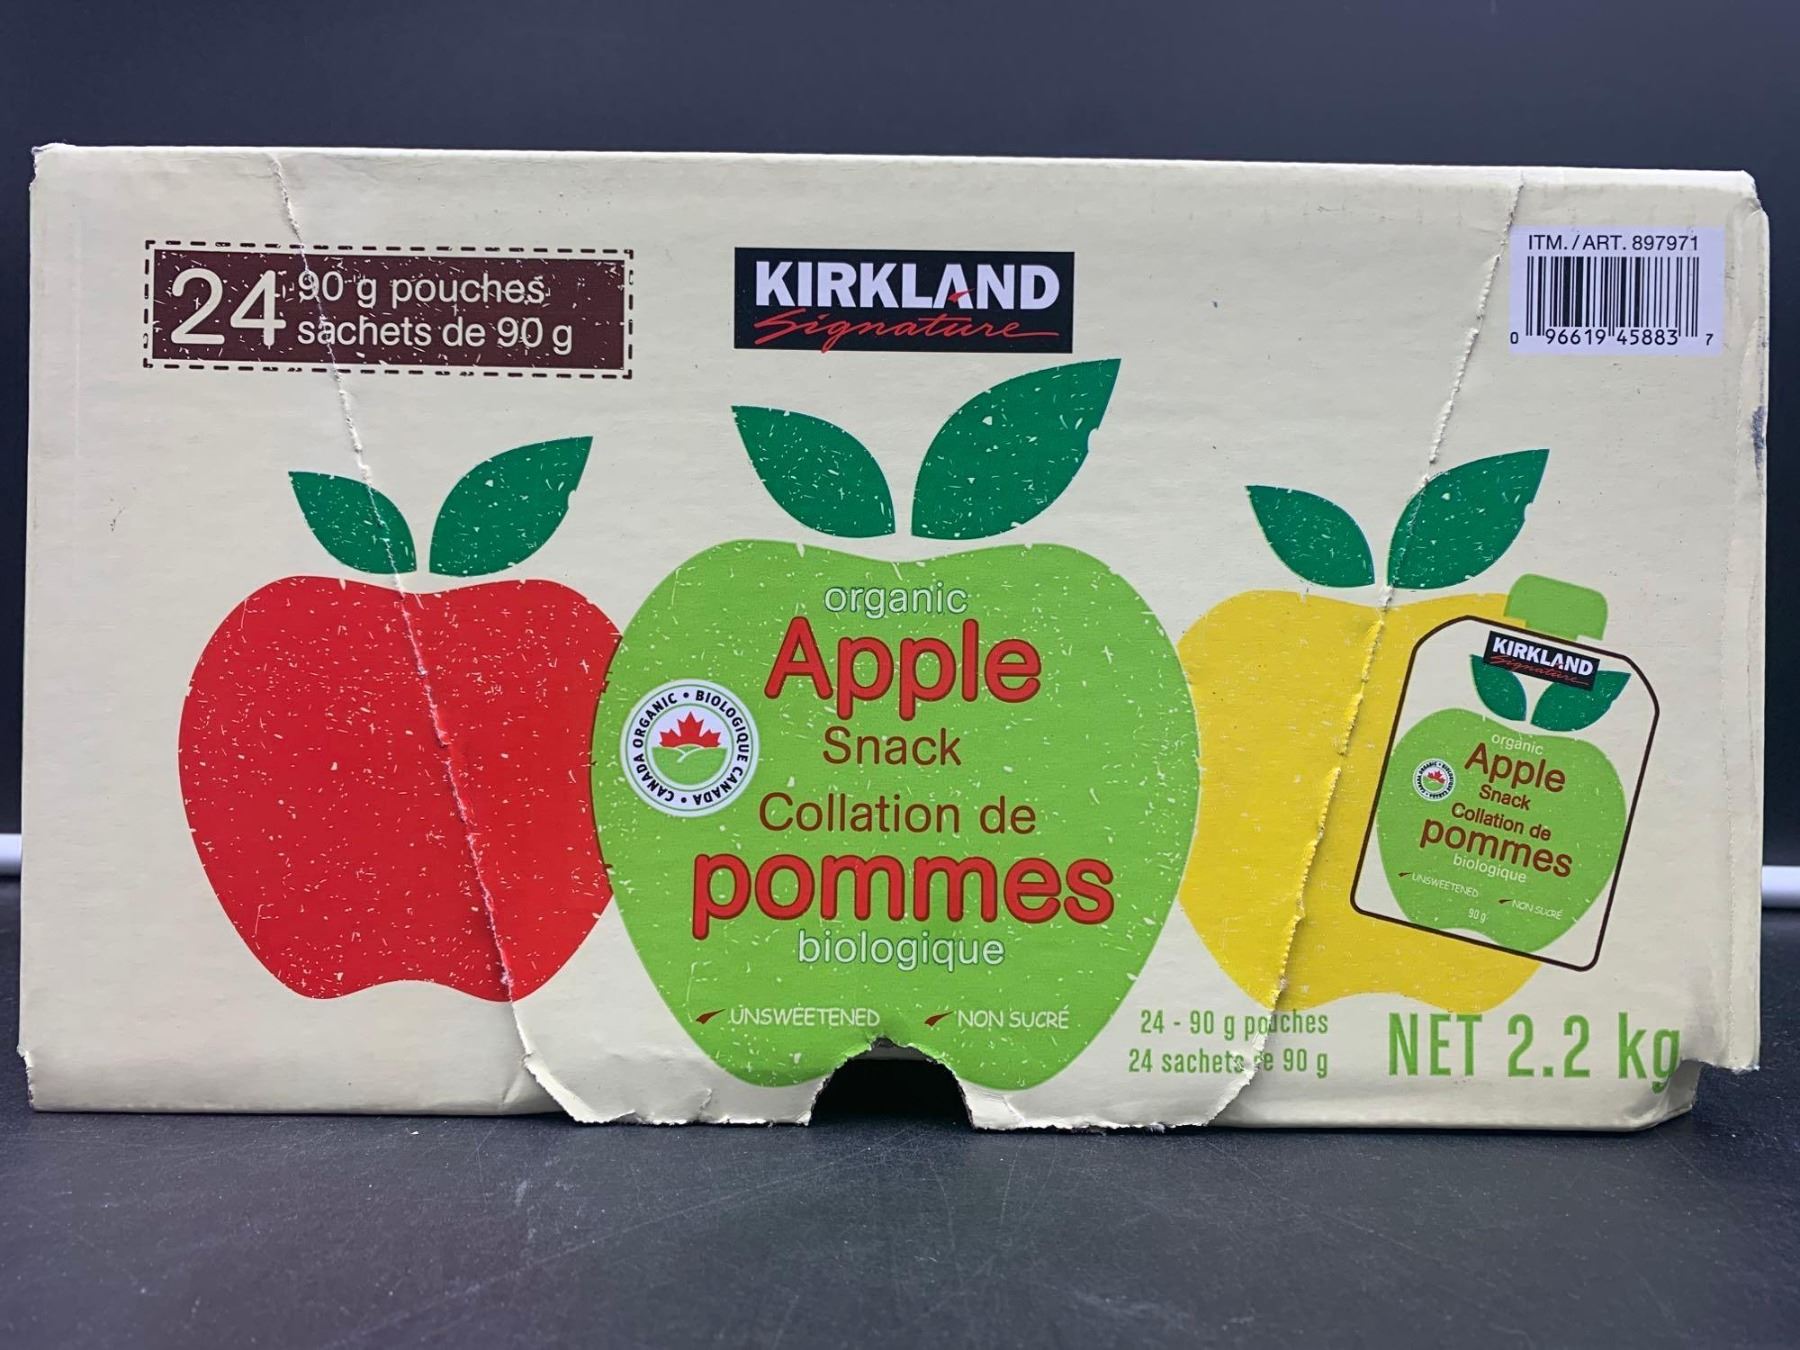 24 90 g pouches
sachets de 90 g
KIRKLAND
Signature
ITM. / ART. 897971
0 96619 45883 7
organic
Apple
Snack
Collation de
pommes
biologique
CANADA ORGANIC • BIOLOGIQUE CANADA •
UNSWEETENED NON SUCRÉ
KIRKLAND
Signature
organic
Apple
Snack
Collation de
pommes
biologique
UNSWEETENED
NON SUCRÉ
90 g
24 - 90 g pouches
24 sachets de 90 g
NET 2.2 kg